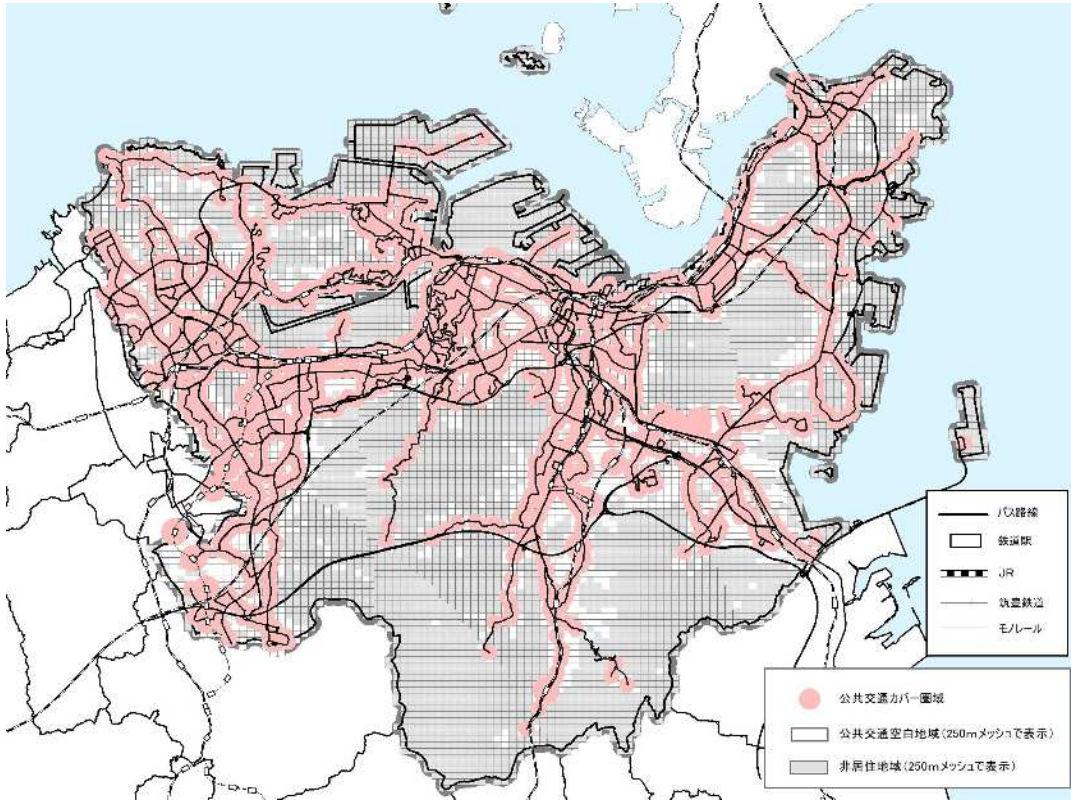 バス路線
鉄道駅
JR
筑豊鉄道
モノレール
公共交通カバー圏域
公共交通空白地域(250mメッシュで表示)
非居住地域(250mメッシュで表示)